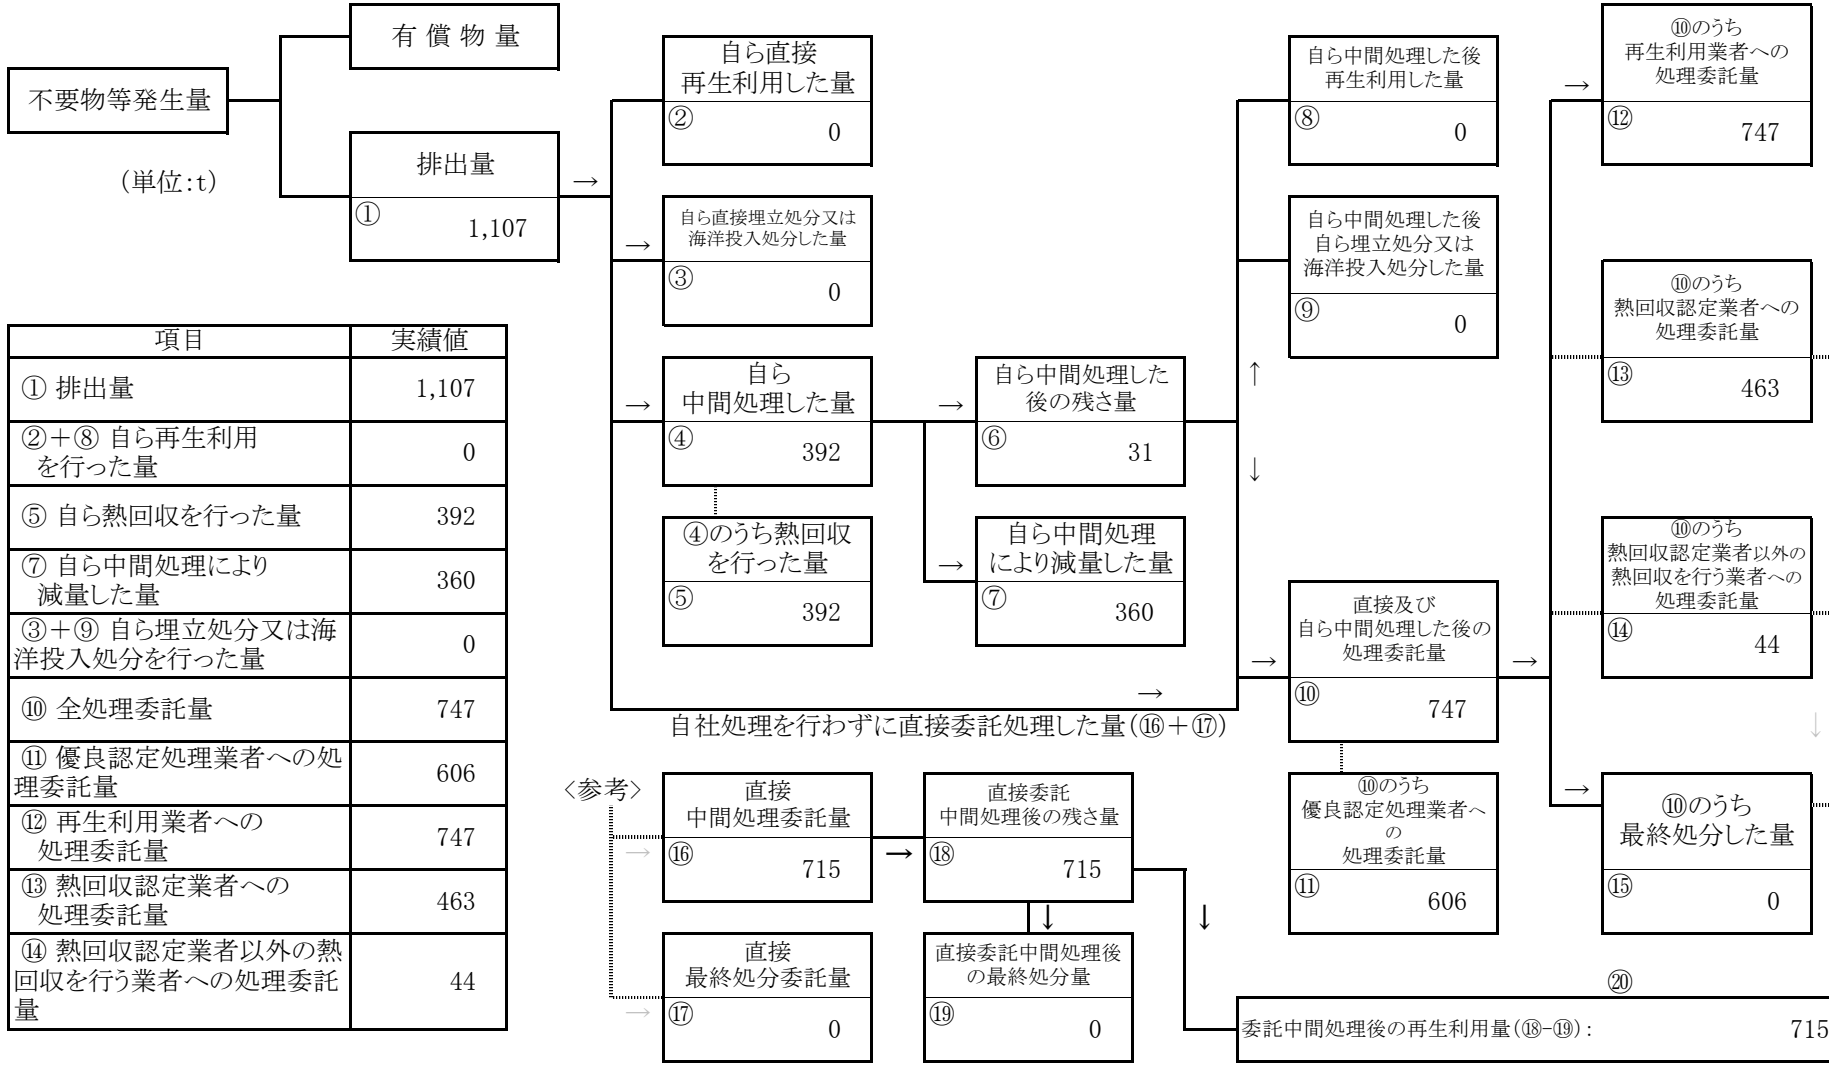 不要物等発生量
(単位:t)
有 償 物 量
排出量
①
1,107
→
自ら直接
再生利用した量
②
0
→
自ら直接埋立処分又は
海洋投入処分した量
③
0
→
自ら
中間処理した量
④
392
④のうち熱回収
を行った量
⑤
392
→
自ら中間処理した
後の残さ量
⑥
31
→
自ら中間処理
により減量した量
⑦
360
↑
↓
自ら中間処理した後
再生利用した量
⑧
0
自ら中間処理した後
自ら埋立処分又は
海洋投入処分した量
⑨
0
→
自社処理を行わずに直接委託処理した量(⑯+⑰)
→
直接及び
自ら中間処理した後の
処理委託量
⑩
747
⑩のうち
優良認定処理業者へ
の
処理委託量
⑪
606
→
→
⑩のうち
再生利用業者への
処理委託量
⑫
747
⑩のうち
熱回収認定業者への
処理委託量
⑬
463
⑩のうち
熱回収認定業者以外の
熱回収を行う業者への
処理委託量
⑭
44
↓
→
⑩のうち
最終処分した量
⑮
0
項目 実績値
① 排出量 1,107
②+⑧ 自ら再生利用
を行った量 0
⑤ 自ら熱回収を行った量 392
⑦ 自ら中間処理により
減量した量 360
③+⑨ 自ら埋立処分又は海
洋投入処分を行った量 0
⑩ 全処理委託量 747
⑪ 優良認定処理業者への処
理委託量 606
⑫ 再生利用業者への
処理委託量 747
⑬ 熱回収認定業者への
処理委託量 463
⑭ 熱回収認定業者以外の熱
回収を行う業者への処理委託
量 44
<参考>
→
直接
中間処理委託量
⑯
715
→
直接委託
中間処理後の残さ量
⑱
715
↓
↓
→
直接
最終処分委託量
⑰
0
直接委託中間処理後
の最終処分量
⑲
0
⑳
委託中間処理後の再生利用量(⑱-⑲): 715